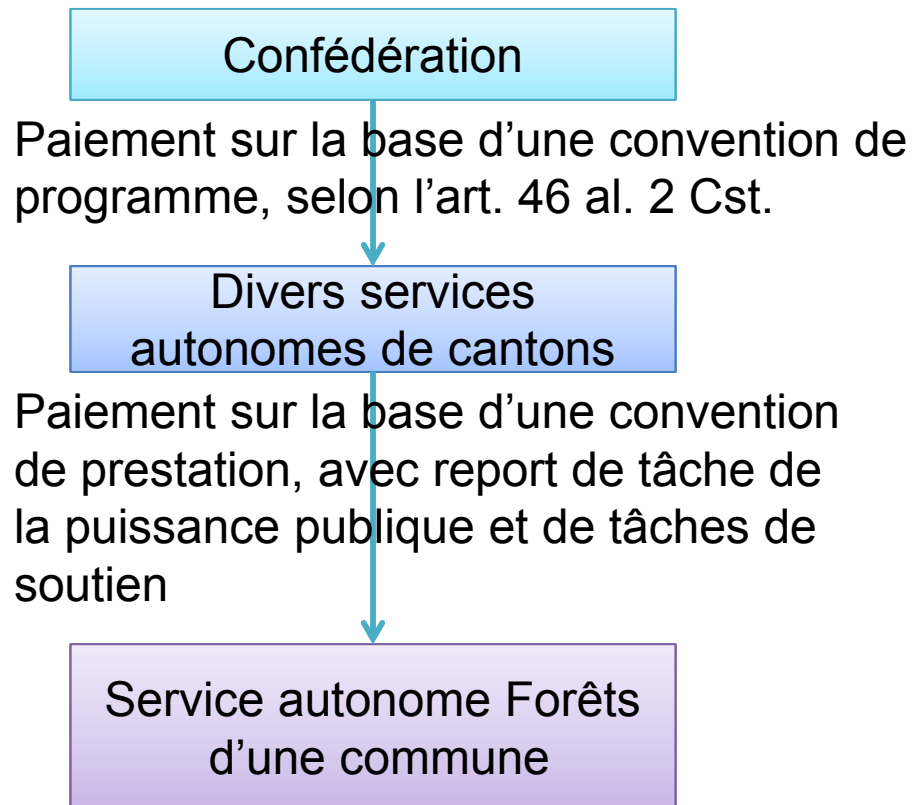 Confédération
Paiement sur la base d’une convention de
programme, selon l’art. 46 al. 2 Cst.
Divers services
autonomes de cantons
Paiement sur la base d’une convention
de prestation, avec report de tâche de
la puissance publique et de tâches de
soutien
Service autonome Forêts
d’une commune